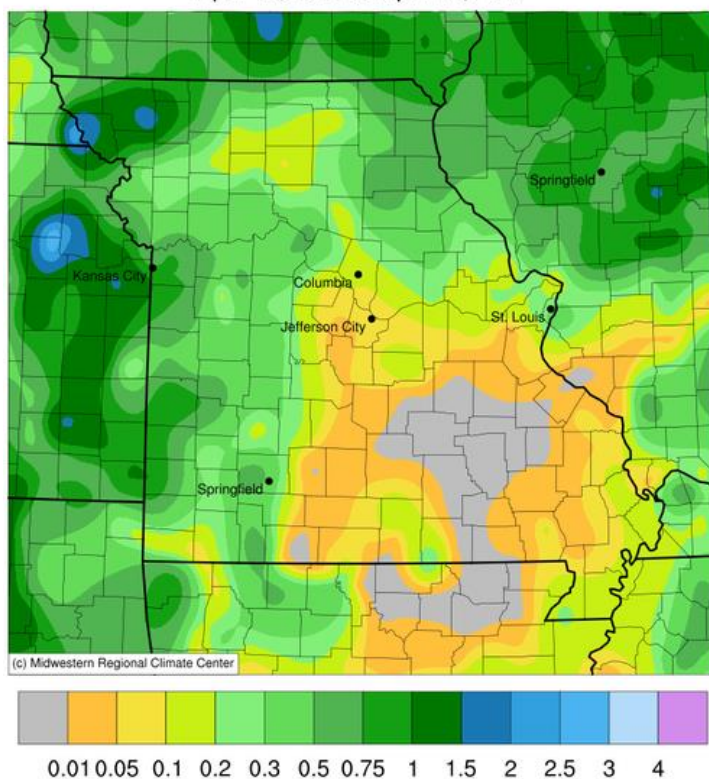 Springfield
Kansas City
Columbia
Jefferson City
St. Louis
Springfield
(c) Midwestern Regional Climate Center
0.01 0.05 0.1 0.2 0.3 0.5 0.75 1 1.5 2 2.5 3 4